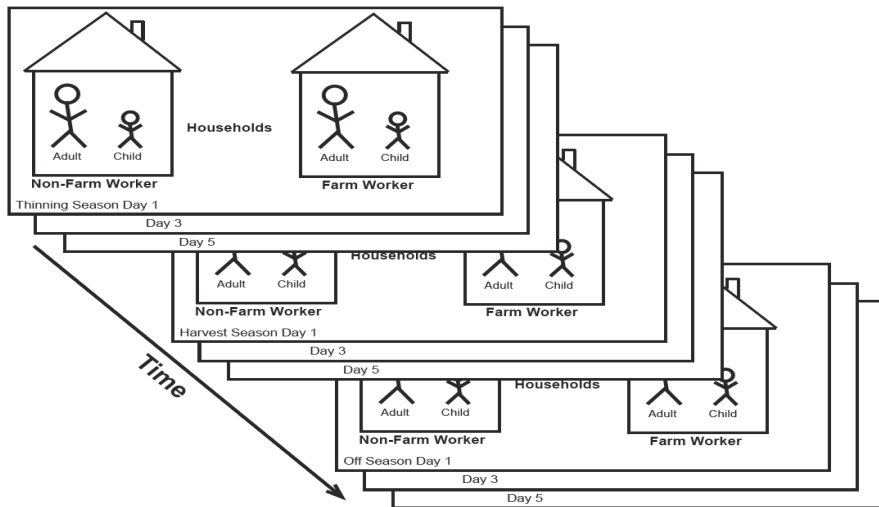 Households
Adult Child Adult Child
Non-Farm Worker Farm Worker
Thinning Season Day 1
Day 3
Day 5
Households
Adult Child Adult Child
Non-Farm Worker Farm Worker
Harvest Season Day 1
Day 3
Day 5
Households
Adult Child Adult Child
Non-Farm Worker Farm Worker
Off Season Day 1
Day 3
Day 5
Time